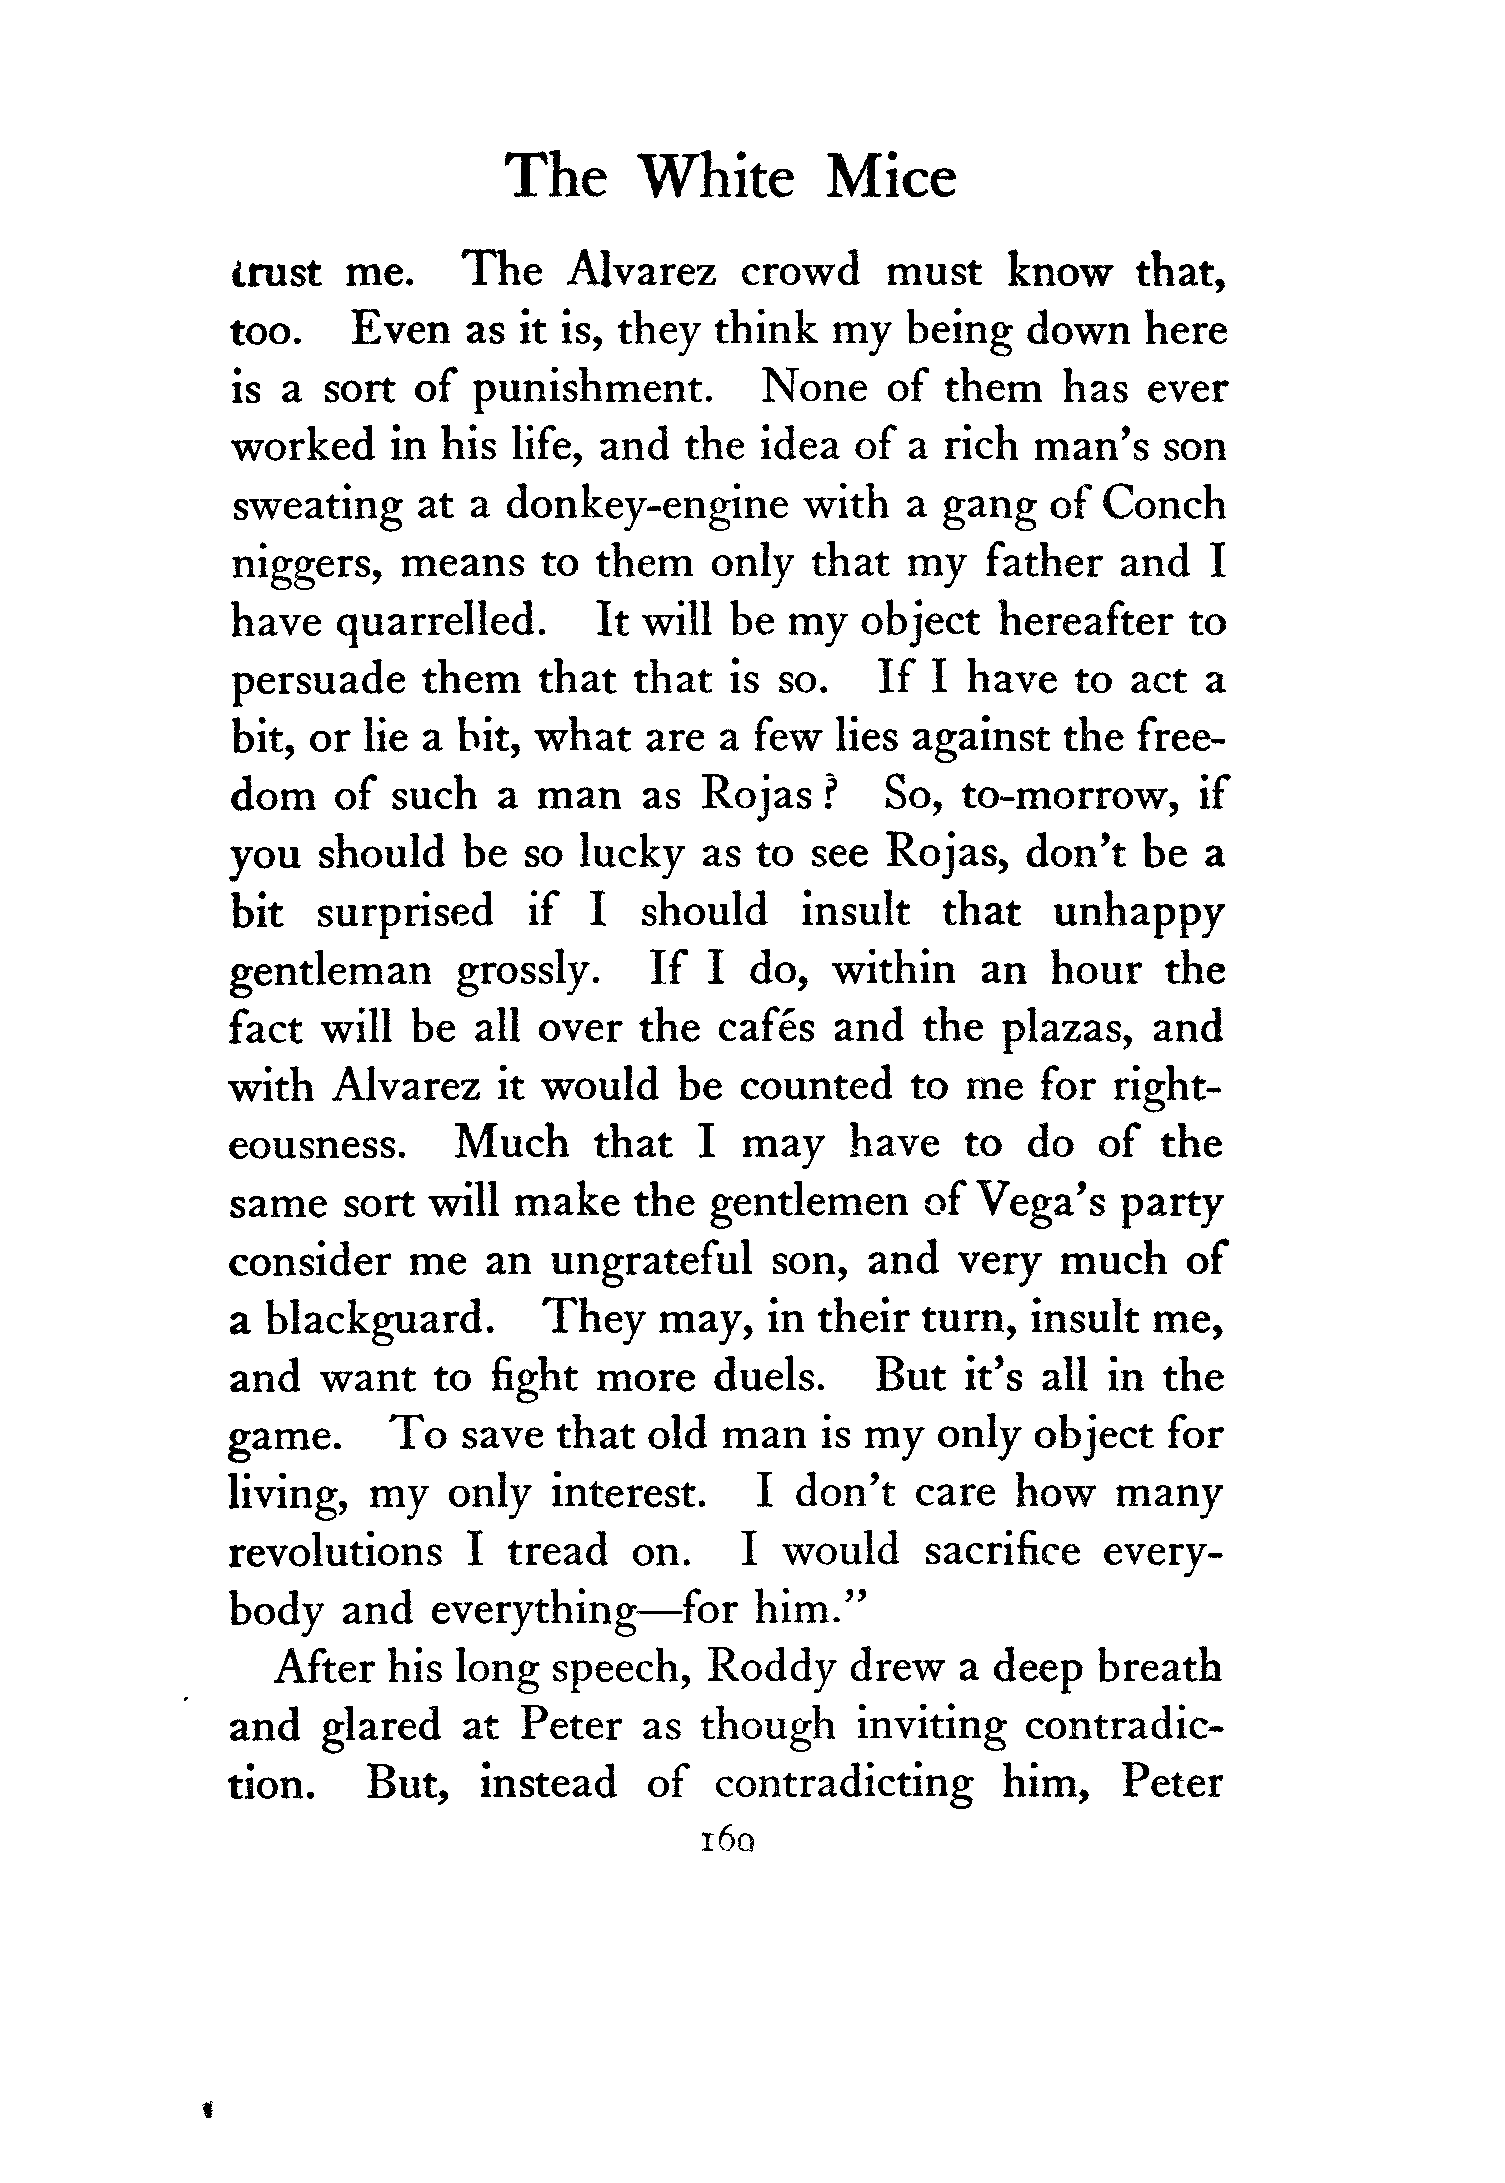 The White Mice
trust me. The Alvarez crowd must know that,
too. Even as it is, they think my being down here
is a sort of punishment. None of them has ever
worked in his life, and the idea of a rich man's son
sweating at a donkey-engine with a gang of Conch
niggers, means to them only that my father and I
have quarrelled. It will be my object hereafter to
persuade them that that is so. If I have to act a
bit, or lie a bit, what are a few lies against the free-
dom of such a man as Rojas? So, to-morrow, if
you should be so lucky as to see Rojas, don't be a
bit surprised if I should insult that unhappy
gentleman grossly. If I do, within an hour the
fact will be all over the cafés and the plazas, and
with Alvarez it would be counted to me for right-
eousness. Much that I may have to do of the
same sort will make the gentlemen of Vega's party
consider me an ungrateful son, and very much of
a blackguard. They may, in their turn, insult me,
and want to fight more duels. But it's all in the
game. To save that old man is my only object for
living, my only interest. I don't care how many
revolutions I tread on. I would sacrifice every-
body and everything—for him."
After his long speech, Roddy drew a deep breath
and glared at Peter as though inviting contradic-
tion. But, instead of contradicting him, Peter
160